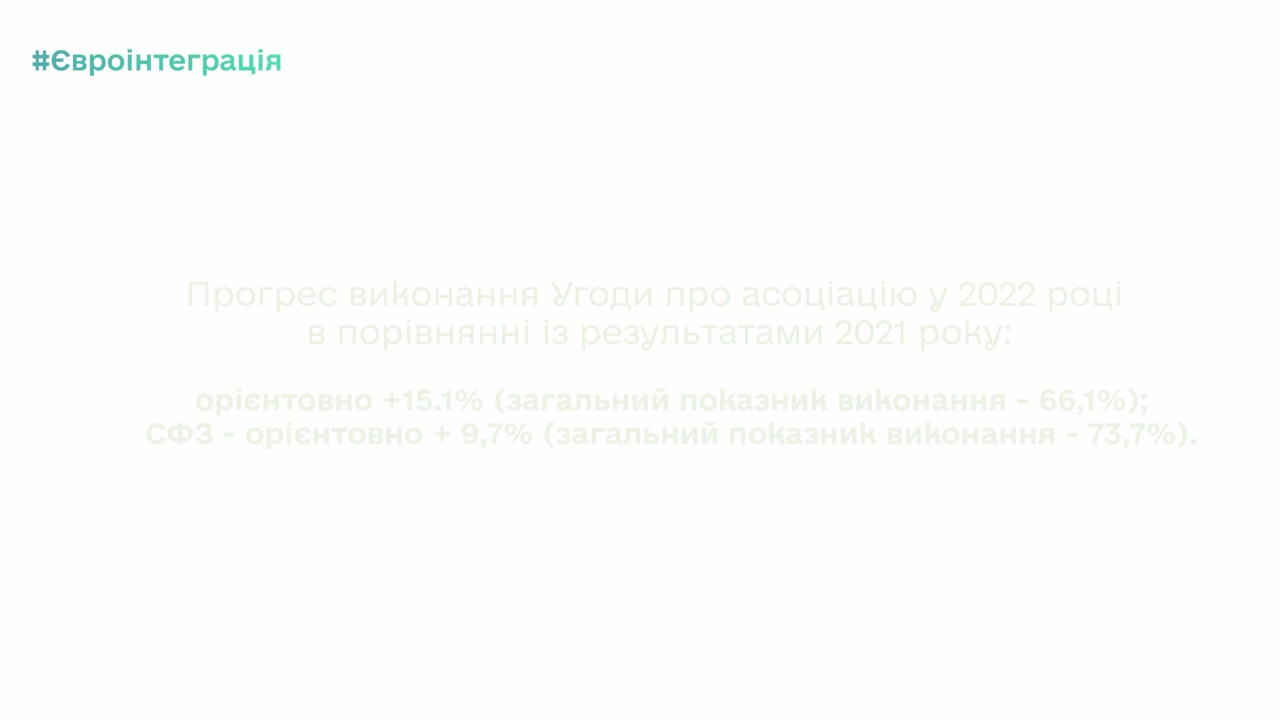 #Євроінтеграція
Прогрес виконання Угоди про асоціацію у 2022 році
в порівнянні із результатами 2021 року:
орієнтовно +15.1% (загальний показник виконання - 66,1%);
СФЗ - орієнтовно + 9,7% (загальний показник виконання - 73,7%).